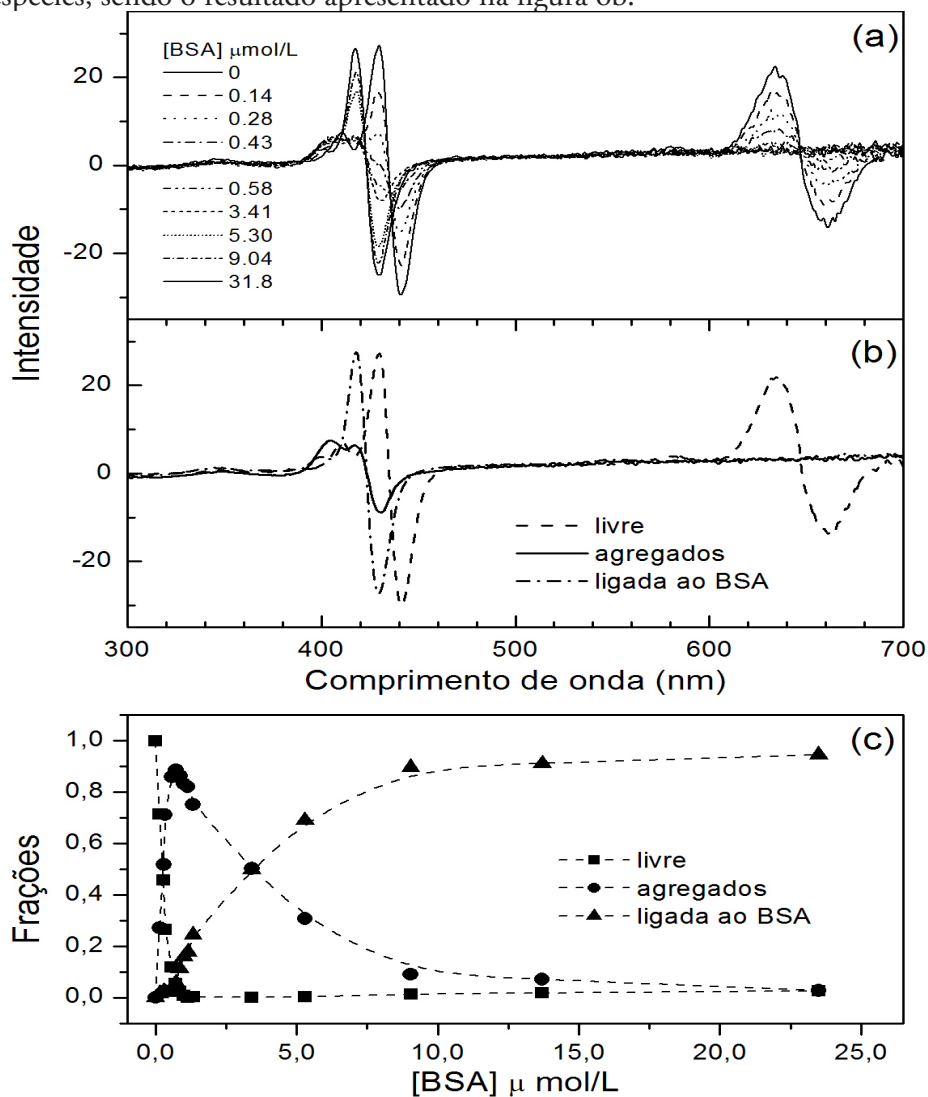 espécies, sendo o resultado apresentado na figura 6b.
(a)
[BSA] μmol/L
0
0.14
0.28
0.43
0.58
3.41
5.30
9.04
31.8
20
0
-20
(b)
20
0
-20
livre
agregados
ligada ao BSA
Intensidade
300 400 500 600 700
Comprimento de onda (nm)
(c)
1,0
0,8
0,6
0,4
0,2
0,0
Frações
livre
agregados
ligada ao BSA
0,0 5,0 10,0 15,0 20,0 25,0
[BSA] μ mol/L